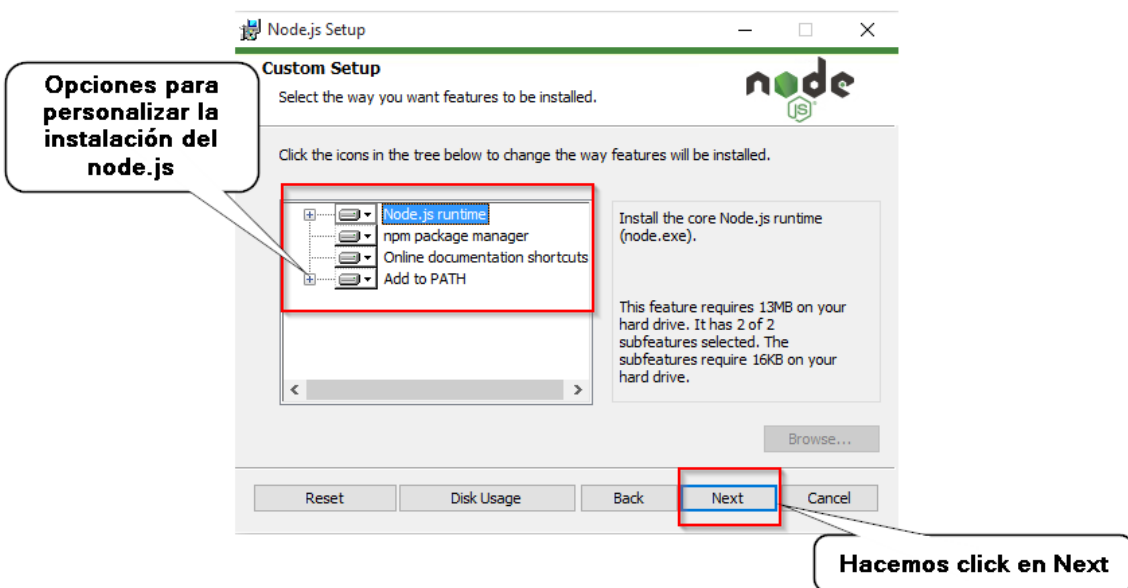 Node.js Setup
Custom Setup
Select the way you want features to be installed.
node
JS
Opciones para
personalizar la
instalación del
node.js
Click the icons in the tree below to change the way features will be installed.
Node.js runtime
npm package manager
Online documentation shortcuts
Add to PATH
Install the core Node.js runtime
(node.exe).
This feature requires 13MB on your
hard drive. It has 2 of 2
subfeatures selected. The
subfeatures require 16KB on your
hard drive.
Browse...
Reset
Disk Usage
Back
Next
Cancel
Hacemos click en Next